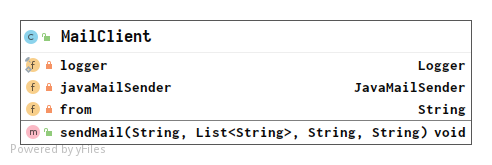 C MailClient
f logger Logger
f javaMailSender JavaMailSender
f from String
m sendMail(String, List<String>, String, String) void
Powered by yFiles